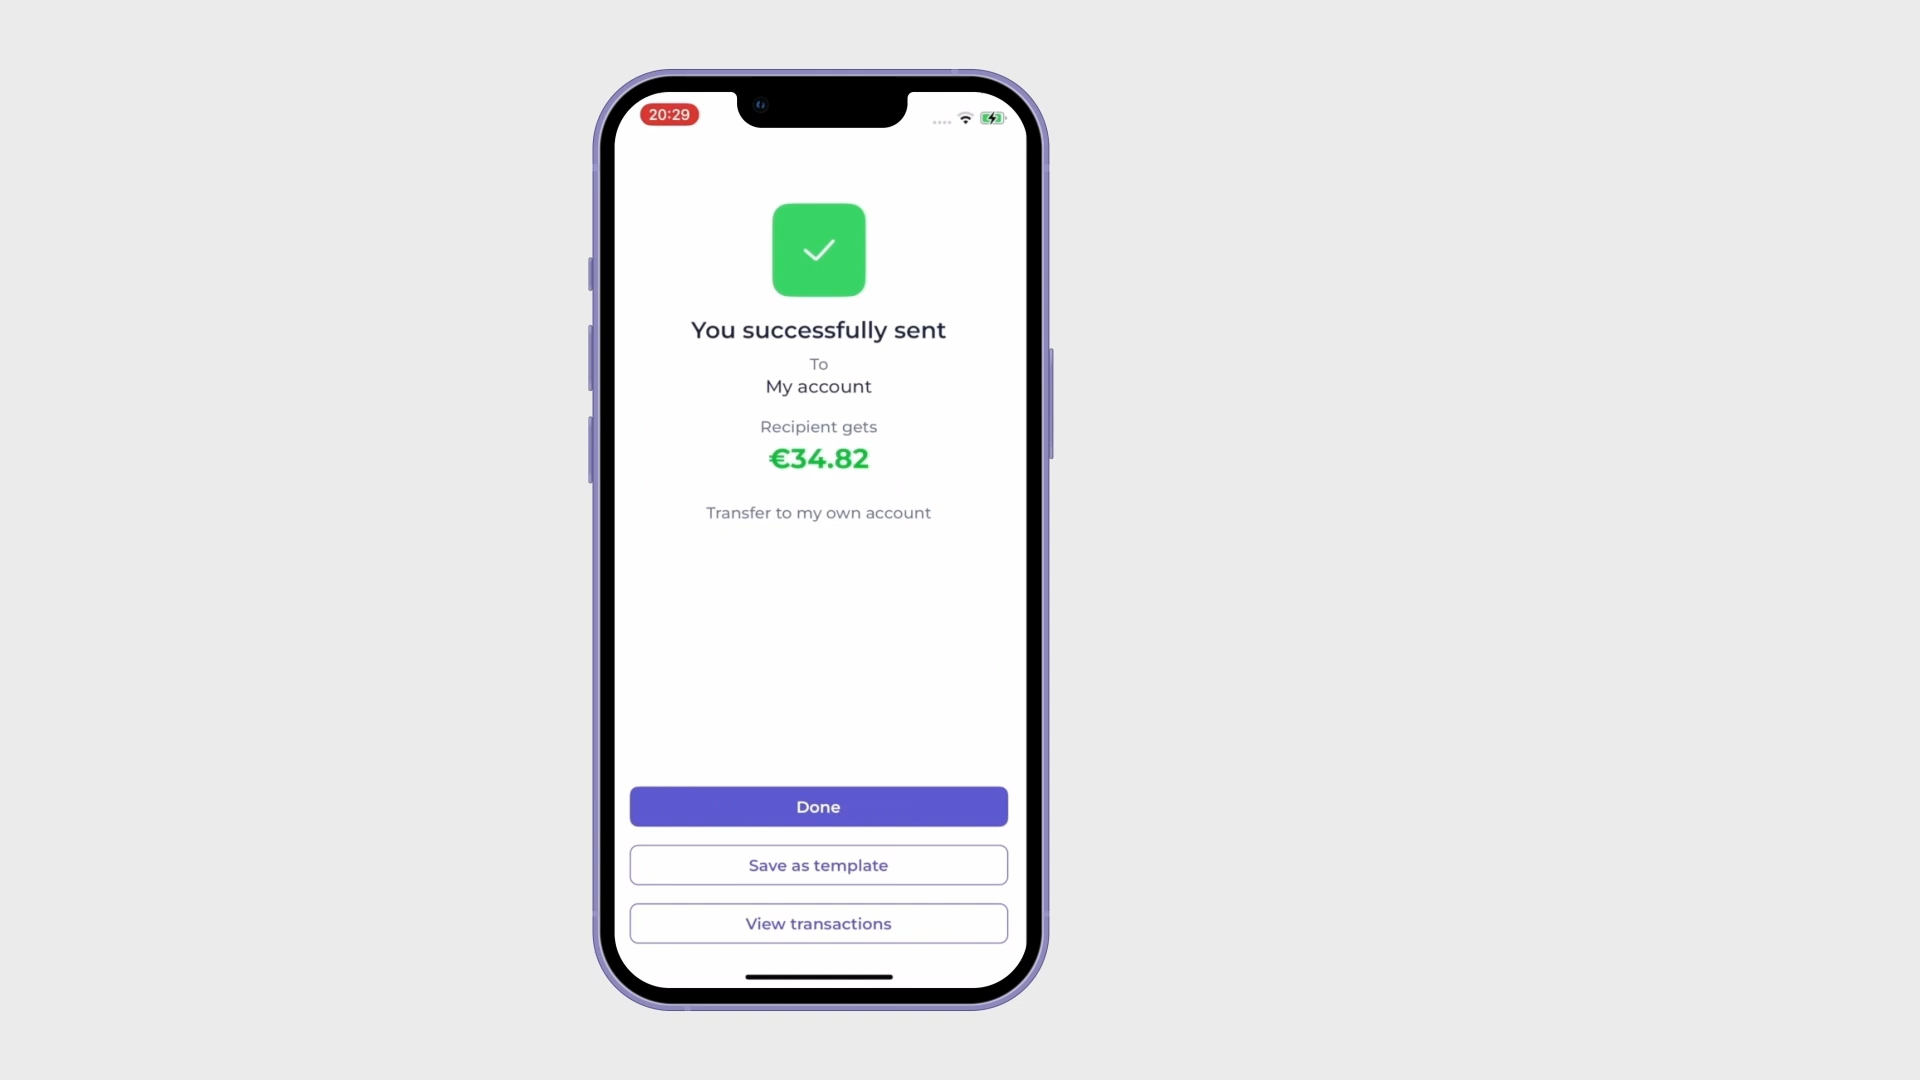 20:29
You successfully sent
To
My account
Recipient gets
€34.82
Transfer to my own account
Done
Save as template
View transactions